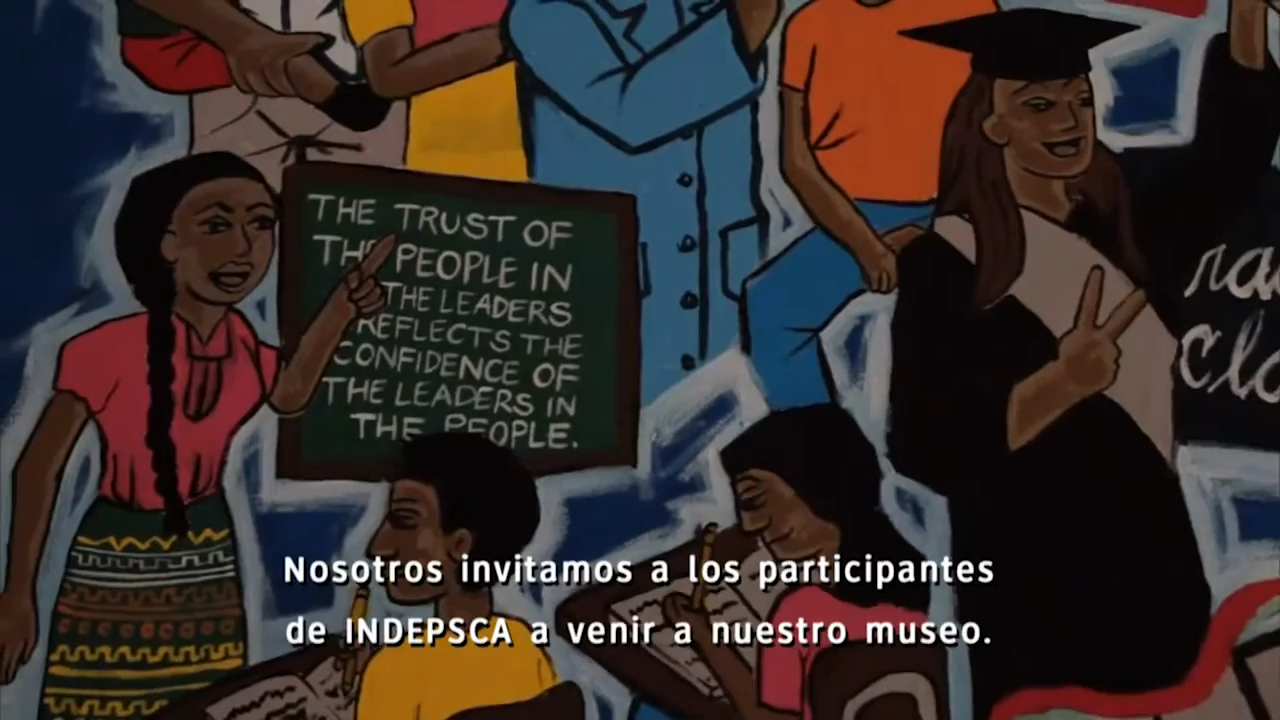 THE TRUST OF
THE PEOPLE IN
THE LEADERS
REFLECTS THE
CONFIDENCE OF
THE LEADERS IN
THE PEOPLE.
Nosotros invitamos a los participantes
de INDEPSCA a venir a nuestro museo.